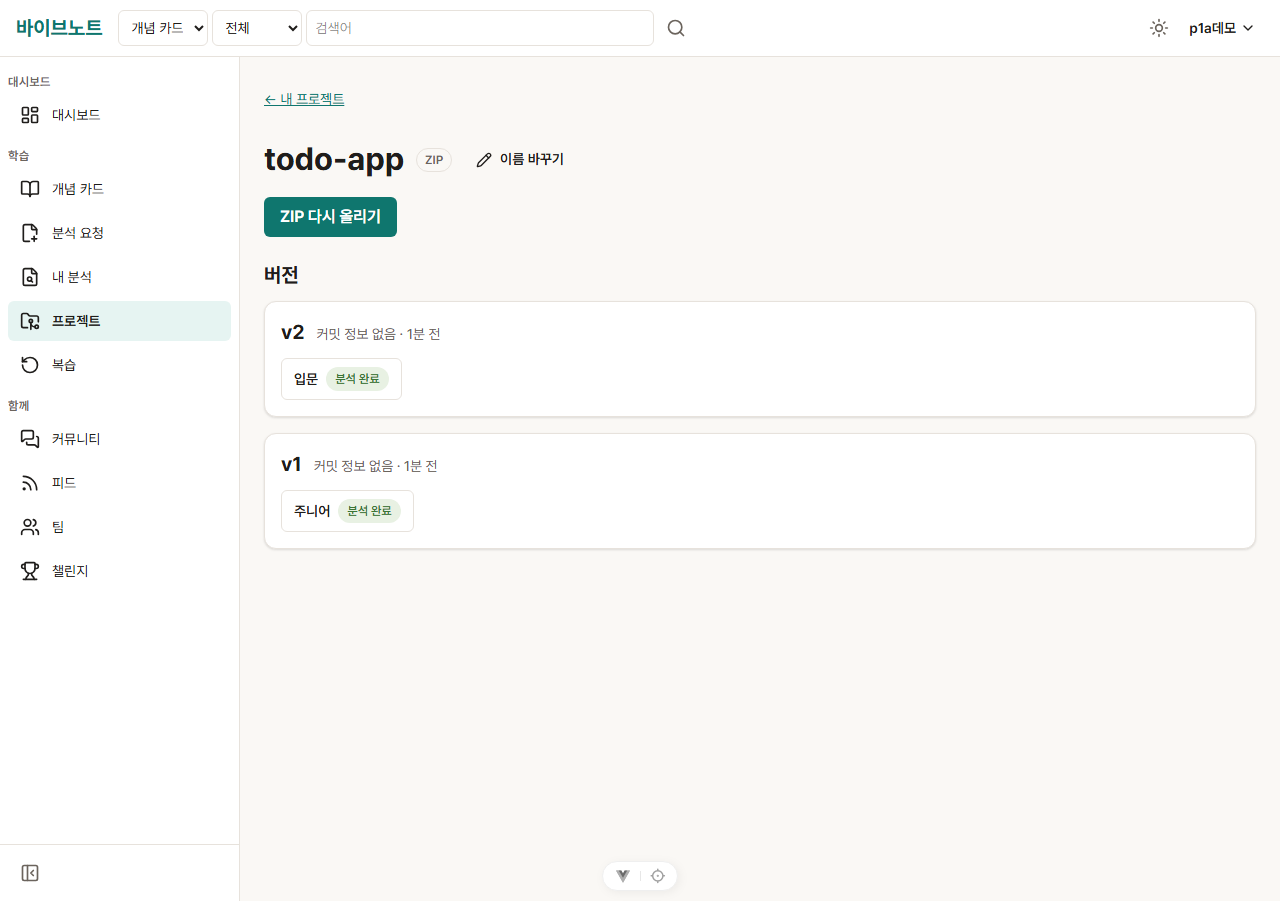 바이브노트 개념 카드 전체 검색어 p1a데모
대시보드
대시보드
학습
개념 카드
분석 요청
내 분석
프로젝트
복습
함께
커뮤니티
피드
팀
챌린지
← 내 프로젝트
todo-app ZIP 이름 바꾸기
ZIP 다시 올리기
버전
v2 커밋 정보 없음 · 1분 전
입문 분석 완료
v1 커밋 정보 없음 · 1분 전
주니어 분석 완료